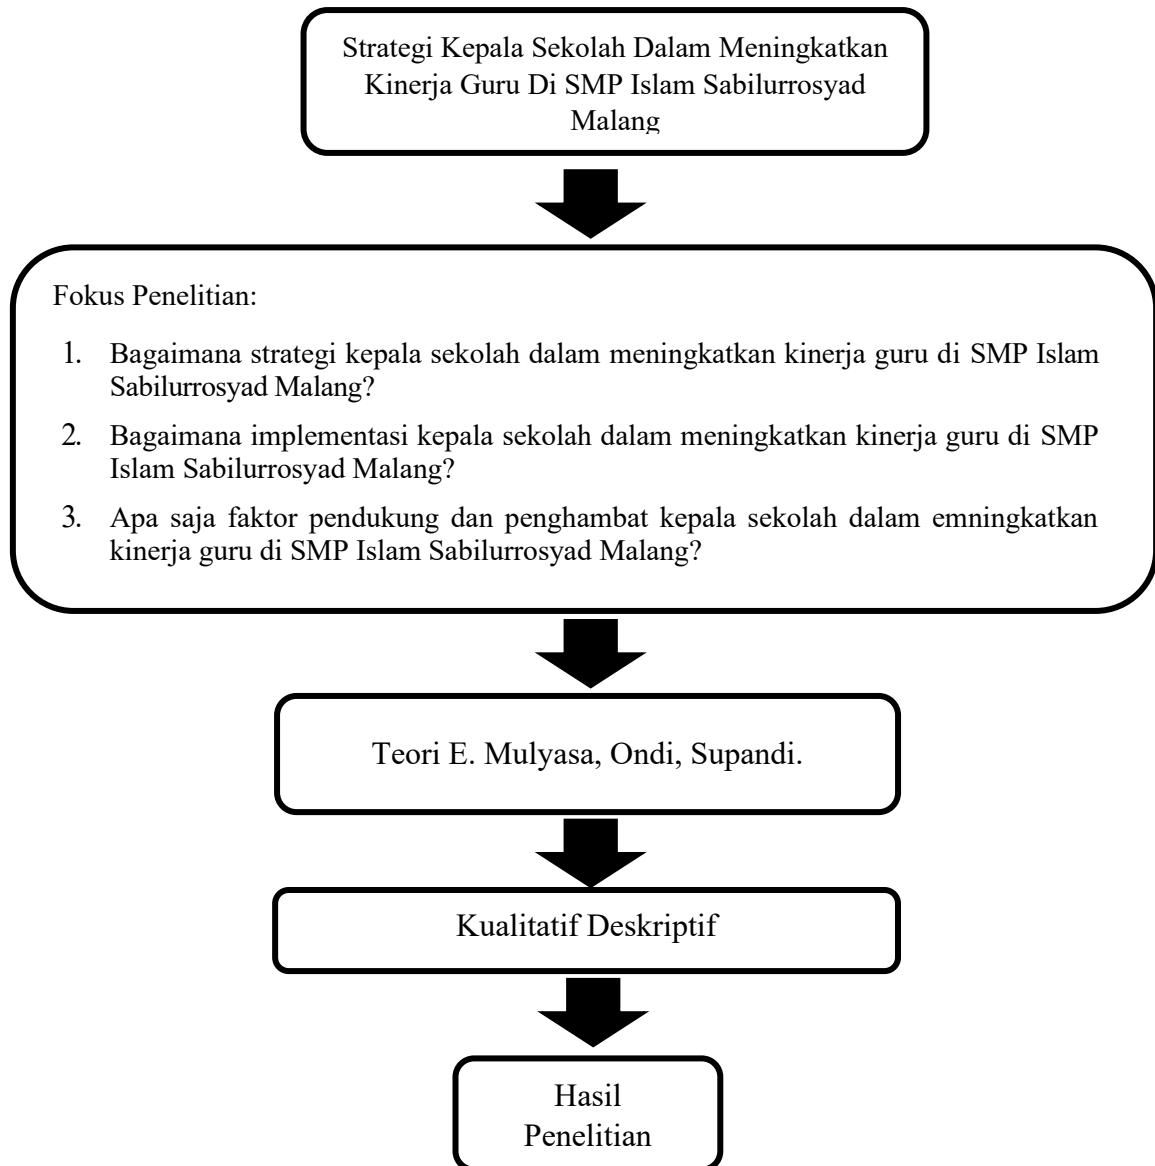 Strategi Kepala Sekolah Dalam Meningkatkan
Kinerja Guru Di SMP Islam Sabilurrosyad
Malang
Fokus Penelitian:
1. Bagaimana strategi kepala sekolah dalam meningkatkan kinerja guru di SMP Islam
Sabilurrosyad Malang?
2. Bagaimana implementasi kepala sekolah dalam meningkatkan kinerja guru di SMP
Islam Sabilurrosyad Malang?
3. Apa saja faktor pendukung dan penghambat kepala sekolah dalam emningkatkan
kinerja guru di SMP Islam Sabilurrosyad Malang?
Teori E. Mulyasa, Ondi, Supandi.
Kualitatif Deskriptif
Hasil
Penelitian